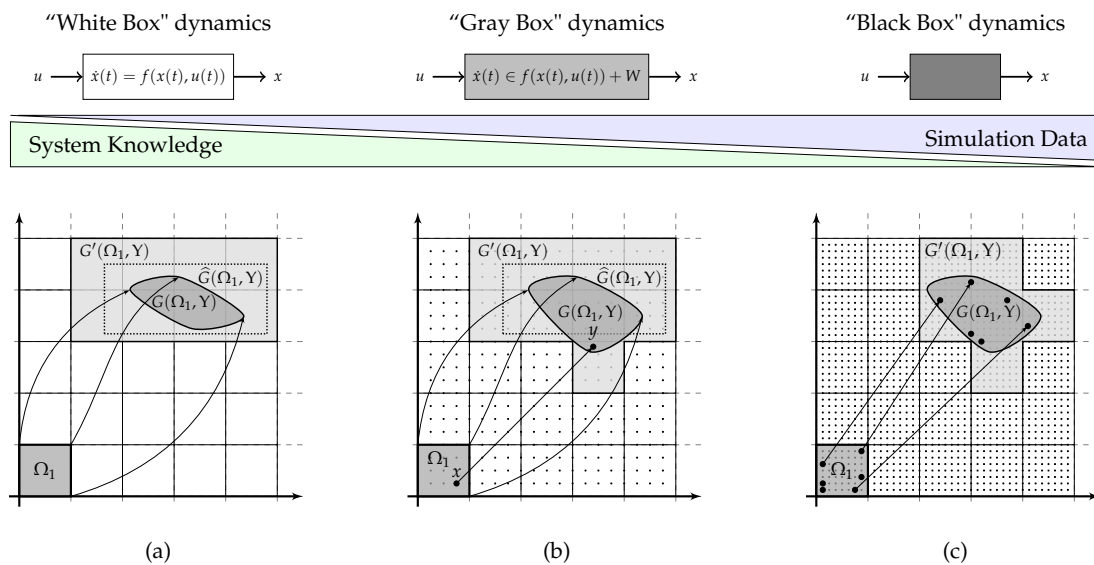 “White Box" dynamics
“Gray Box" dynamics
“Black Box" dynamics
u ẋ(t) = f(x(t), u(t)) x
u ẋ(t) ∈ f(x(t), u(t)) + W x
u x
System Knowledge
Simulation Data
G′(Ω₁, Υ)
Ĝ(Ω₁, Υ)
G(Ω₁, Υ)
Ω₁
(a)
G′(Ω₁, Υ)
Ĝ(Ω₁, Υ)
G(Ω₁, Υ)
y
Ω₁
x
(b)
G′(Ω₁, Υ)
G(Ω₁, Υ)
Ω₁
(c)